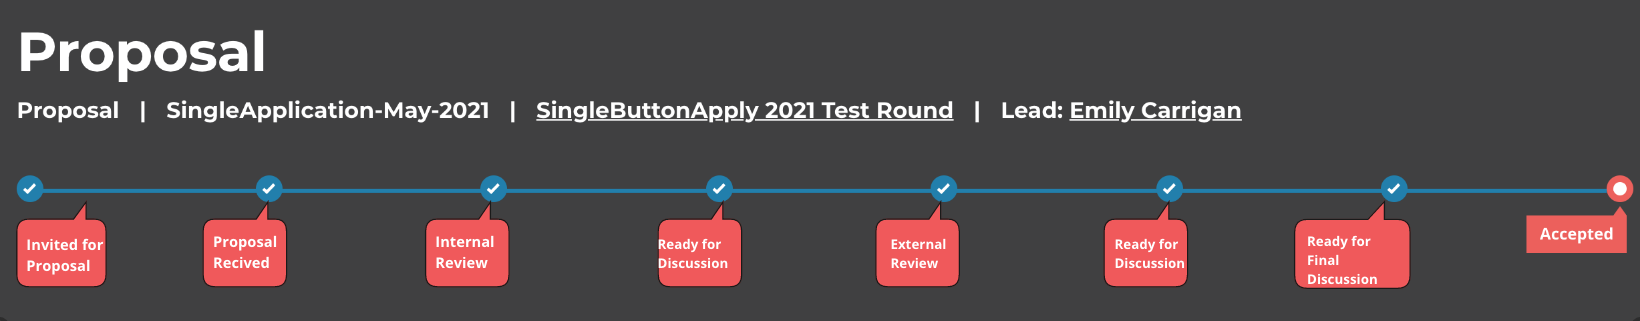 Proposal
Proposal | SingleApplication-May-2021 | SingleButtonApply 2021 Test Round | Lead: Emily Carrigan
Invited for
Proposal
Proposal
Recived
Internal
Review
Ready for
Discussion
External
Review
Ready for
Discussion
Ready for
Final
Discussion
Accepted